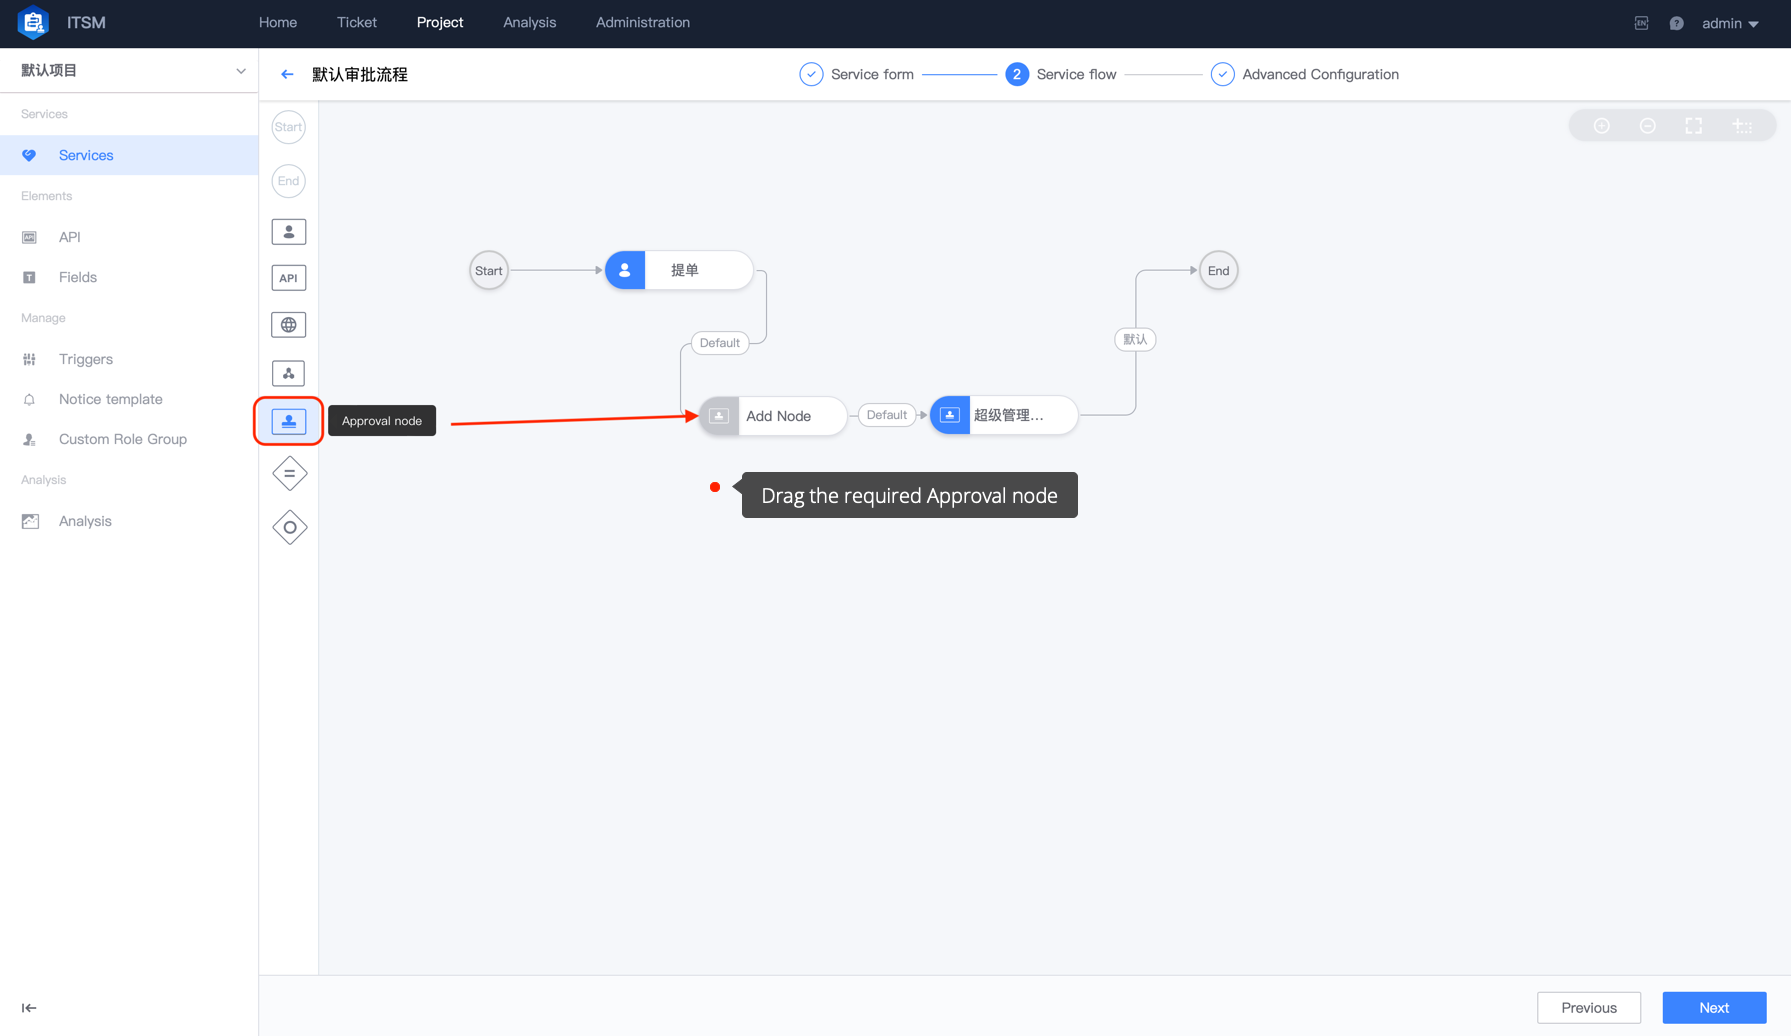 ITSM
Home
Ticket
Project
Analysis
Administration
EN
?
admin
默认项目
默认审批流程
Service form
2
Service flow
Advanced Configuration
Services
Services
Elements
API
API
T
Fields
Manage
Triggers
Notice template
Custom Role Group
Analysis
Analysis
Start
End
API
Approval node
Start
提单
Default
Add Node
Default
超级管理...
默认
End
Drag the required Approval node
Previous
Next